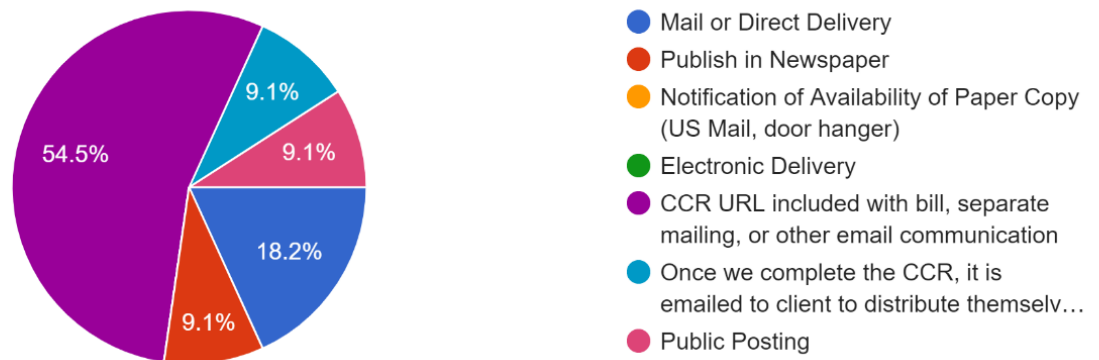 Mail or Direct Delivery
Publish in Newspaper
Notification of Availability of Paper Copy
(US Mail, door hanger)
Electronic Delivery
CCR URL included with bill, separate
mailing, or other email communication
Once we complete the CCR, it is
emailed to client to distribute themselv…
Public Posting
9.1%
9.1%
54.5%
18.2%
9.1%